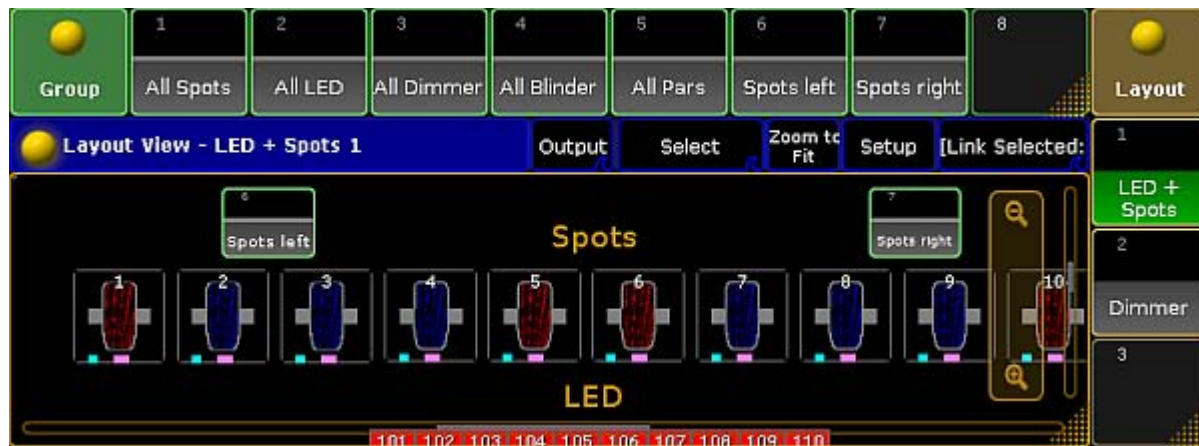 1 2 3 4 5 6 7 8
Group All Spots All LED All Dimmer All Blinder All Pars Spots left Spots right Layout
Layout View - LED + Spots 1 Output Select Zoom to Fit Setup [Link Selected:
1
LED +
Spots
6 7
Spots left Spots Spots right
2
1 2 3 4 5 6 7 8 9 10
Dimmer
3
LED
101 102 103 104 105 106 107 108 109 110